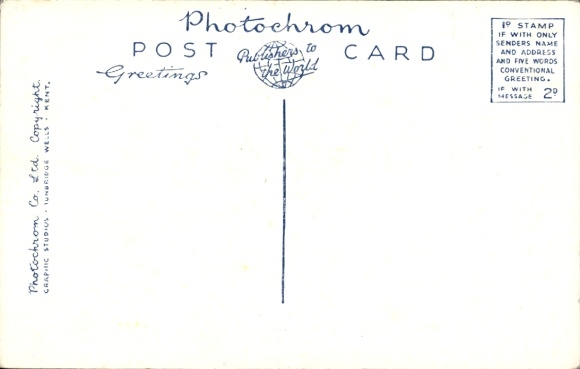 Photochrom
POST CARD
Publishers to
the World
Greetings
1D STAMP
IF WITH ONLY
SENDERS NAME
AND ADDRESS
AND FIVE WORDS
CONVENTIONAL
GREETING.
IF WITH
MESSAGE 2D
Photochrom Co. Ltd. Copyright.
GRAPHIC STUDIOS · TUNBRIDGE WELLS · KENT.